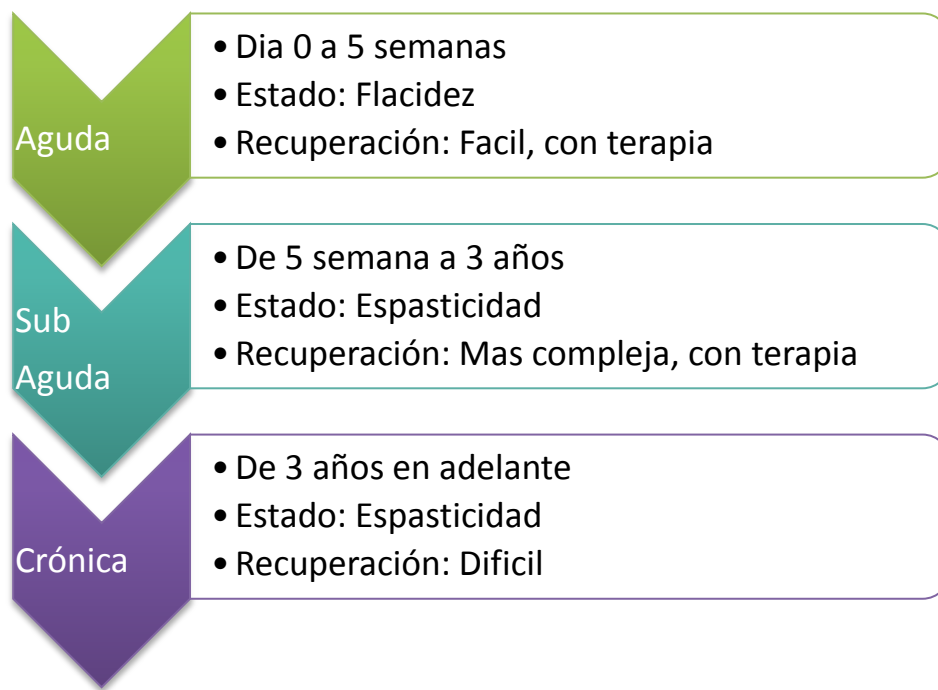 Aguda
• Dia 0 a 5 semanas
• Estado: Flacidez
• Recuperación: Facil, con terapia
Sub
Aguda
• De 5 semana a 3 años
• Estado: Espasticidad
• Recuperación: Mas compleja, con terapia
Crónica
• De 3 años en adelante
• Estado: Espasticidad
• Recuperación: Dificil